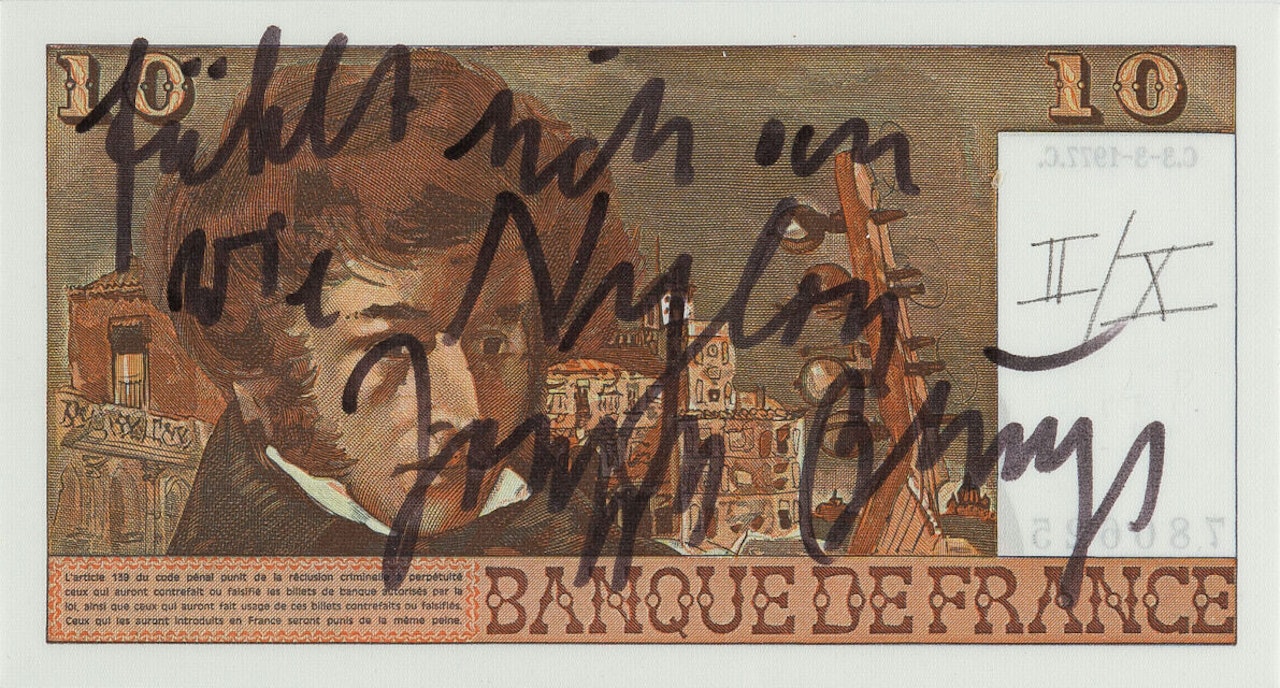 10
10
fühlt sich an
wie Nylon
Joseph Beuys
C.3-3-1977.C.
II/X
L'article 139 du code pénal punit de la réclusion criminelle à perpétuité
ceux qui auront contrefait ou falsifié les billets de banque autorisés par la
loi, ainsi que ceux qui auront fait usage de ces billets contrefaits ou falsifiés.
Ceux qui les auront introduits en France seront punis de la même peine.
BANQUE DE FRANCE